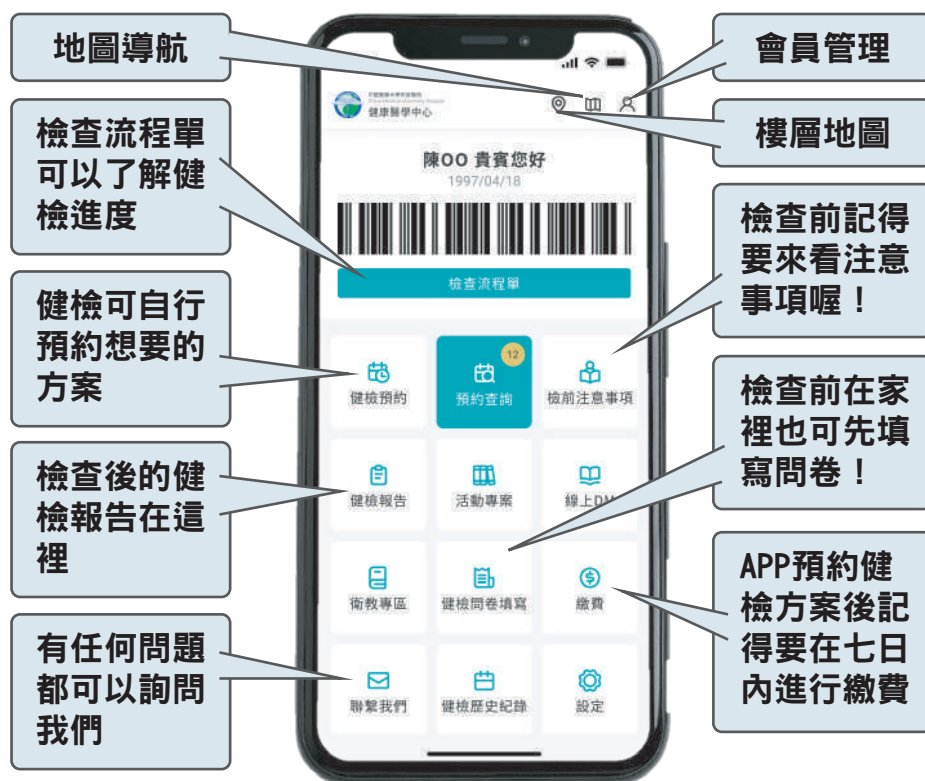 地圖導航
檢查流程單
可以了解健
檢進度
健檢可自行
預約想要的
方案
檢查後的健
檢報告在這
裡
有任何問題
都可以詢問
我們
健康醫學中心
陳OO 貴賓您好
1997/04/18
檢查流程單
12
健檢預約
預約查詢
檢前注意事項
健檢報告
活動專案
線上DM
衛教專區
健檢問卷填寫
繳費
聯繫我們
健檢歷史紀錄
設定
會員管理
樓層地圖
檢查前記得
要來看注意
事項喔！
檢查前在家
裡也可先填
寫問卷！
APP預約健
檢方案後記
得要在七日
內進行繳費